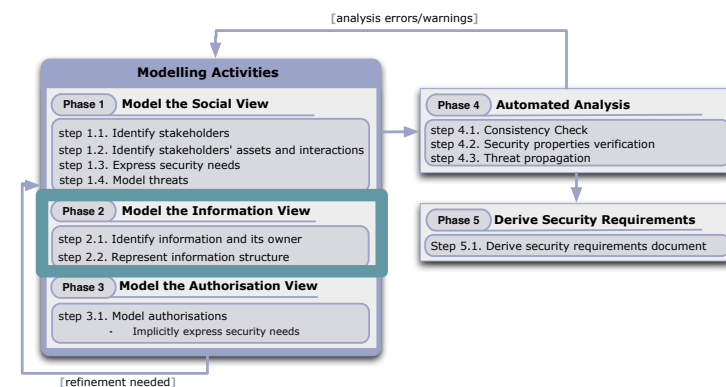 [analysis errors/warnings]
Modelling Activities
Phase 1 Model the Social View
step 1.1. Identify stakeholders
step 1.2. Identify stakeholders' assets and interactions
step 1.3. Express security needs
step 1.4. Model threats
Phase 2 Model the Information View
step 2.1. Identify information and its owner
step 2.2. Represent information structure
Phase 3 Model the Authorisation View
step 3.1. Model authorisations
- Implicitly express security needs
[refinement needed]
Phase 4 Automated Analysis
step 4.1. Consistency Check
step 4.2. Security properties verification
step 4.3. Threat propagation
Phase 5 Derive Security Requirements
Step 5.1. Derive security requirements document